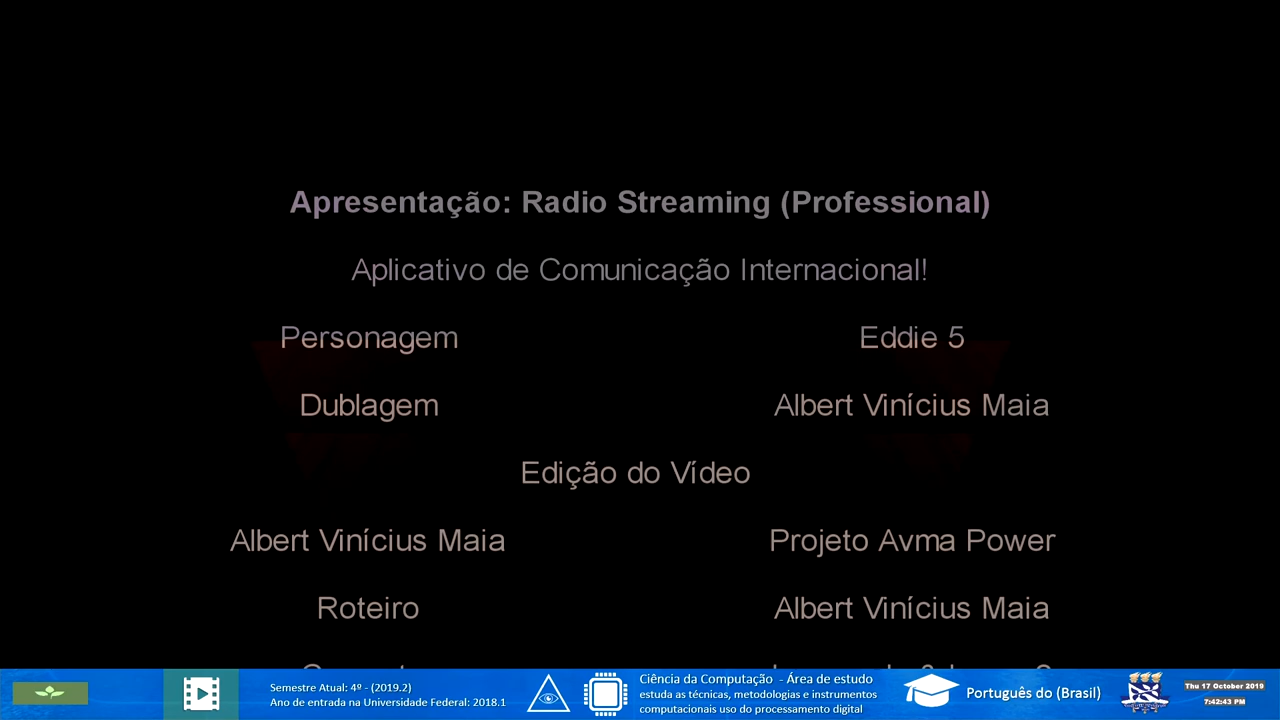 Apresentação: Radio Streaming (Professional)
Aplicativo de Comunicação Internacional!
Personagem Eddie 5
Dublagem Albert Vinícius Maia
Edição do Vídeo
Albert Vinícius Maia Projeto Avma Power
Roteiro Albert Vinícius Maia
Semestre Atual: 4º - (2019.2)
Ano de entrada na Universidade Federal: 2018.1
Ciência da Computação - Área de estudo
estuda as técnicas, metodologias e instrumentos
computacionais uso do processamento digital
Português do (Brasil)
Thu 17 October 2019
7:42:43 PM